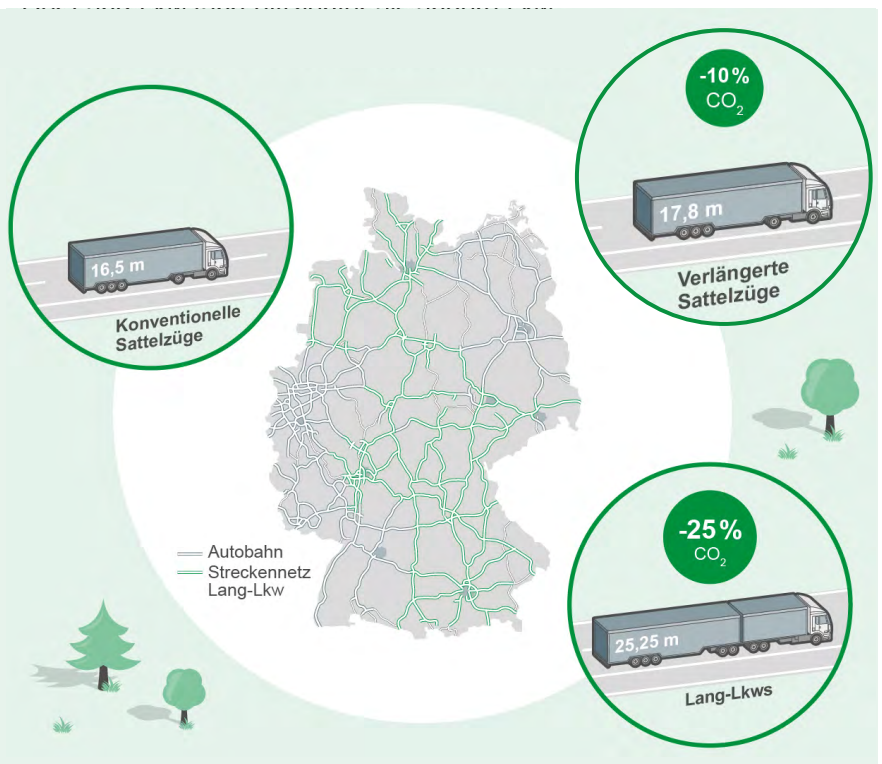 16,5 m
Konventionelle
Sattelzüge
-10%
CO₂
17,8 m
Verlängerte
Sattelzüge
Autobahn
Streckennetz
Lang-Lkw
-25%
CO₂
25,25 m
Lang-Lkws